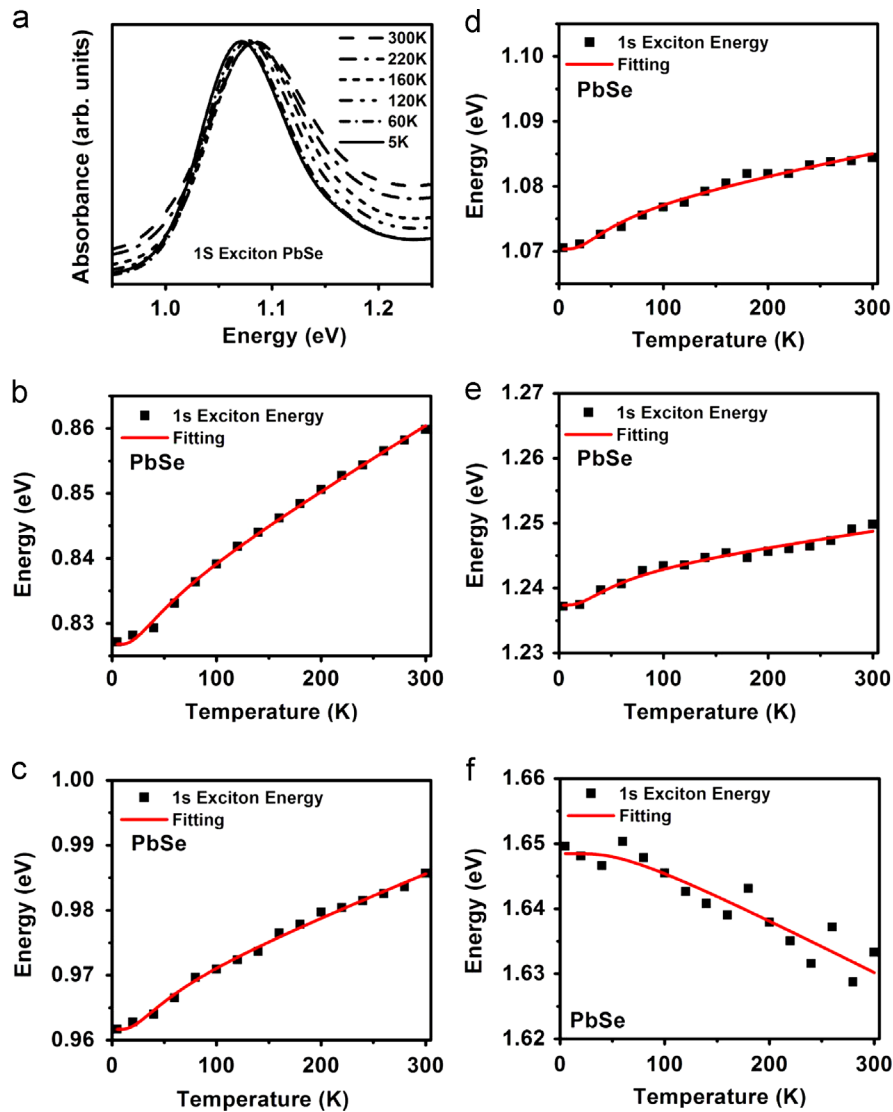 a
Absorbance (arb. units)
300K
220K
160K
120K
60K
5K
1S Exciton PbSe
1.0
1.1
1.2
Energy (eV)
b
0.86
0.85
0.84
0.83
Energy (eV)
1s Exciton Energy
Fitting
PbSe
0
100
200
300
Temperature (K)
c
1.00
0.99
0.98
0.97
0.96
Energy (eV)
1s Exciton Energy
Fitting
PbSe
0
100
200
300
Temperature (K)
d
1.10
1.09
1.08
1.07
Energy (eV)
1s Exciton Energy
Fitting
PbSe
0
100
200
300
Temperature (K)
e
1.27
1.26
1.25
1.24
1.23
Energy (eV)
1s Exciton Energy
Fitting
PbSe
0
100
200
300
Temperature (K)
f
1.66
1.65
1.64
1.63
1.62
Energy (eV)
1s Exciton Energy
Fitting
PbSe
0
100
200
300
Temperature (K)